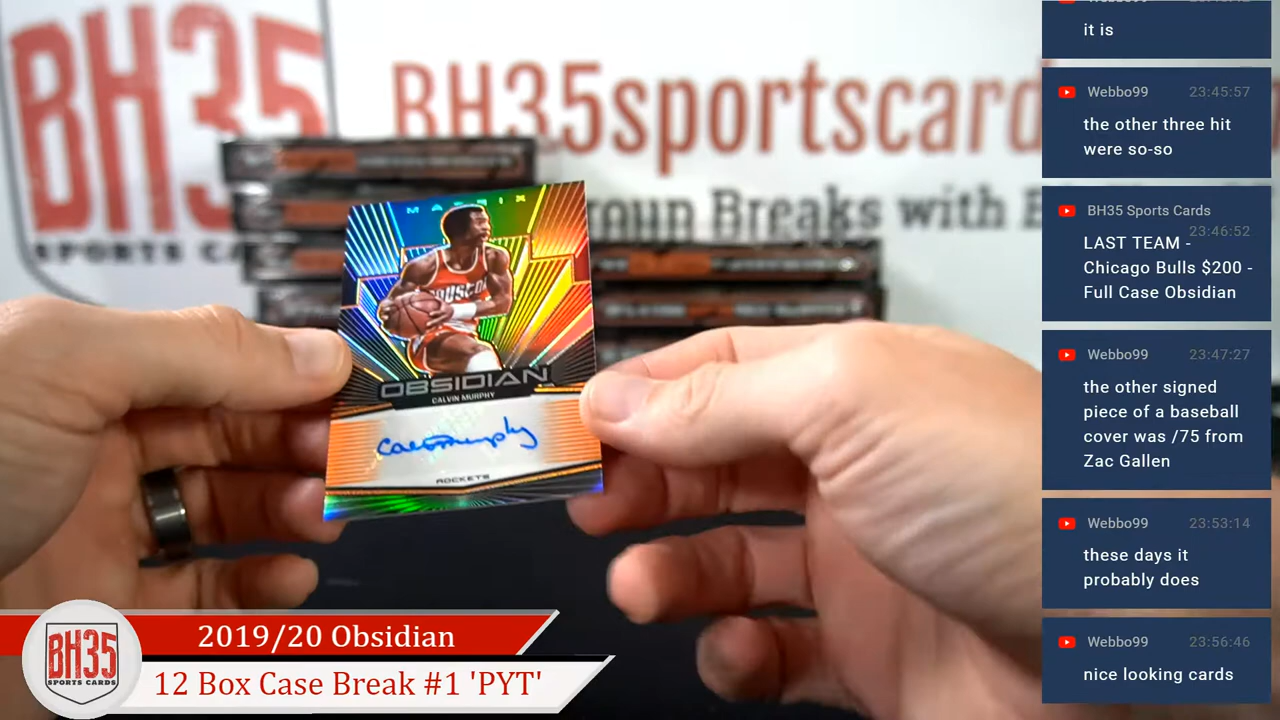 BH35
SPORTS CA
BH35sportscard
Group Breaks with
MATRIX
HOUSTON
OBSIDIAN
CALVIN MURPHY
Calvin Murphy
ROCKETS
BH35
SPORTS CARDS
2019/20 Obsidian
12 Box Case Break #1 'PYT'
it is
Webbo99 23:45:57
the other three hit
were so-so
BH35 Sports Cards
23:46:52
LAST TEAM -
Chicago Bulls $200 -
Full Case Obsidian
Webbo99 23:47:27
the other signed
piece of a baseball
cover was /75 from
Zac Gallen
Webbo99 23:53:14
these days it
probably does
Webbo99 23:56:46
nice looking cards